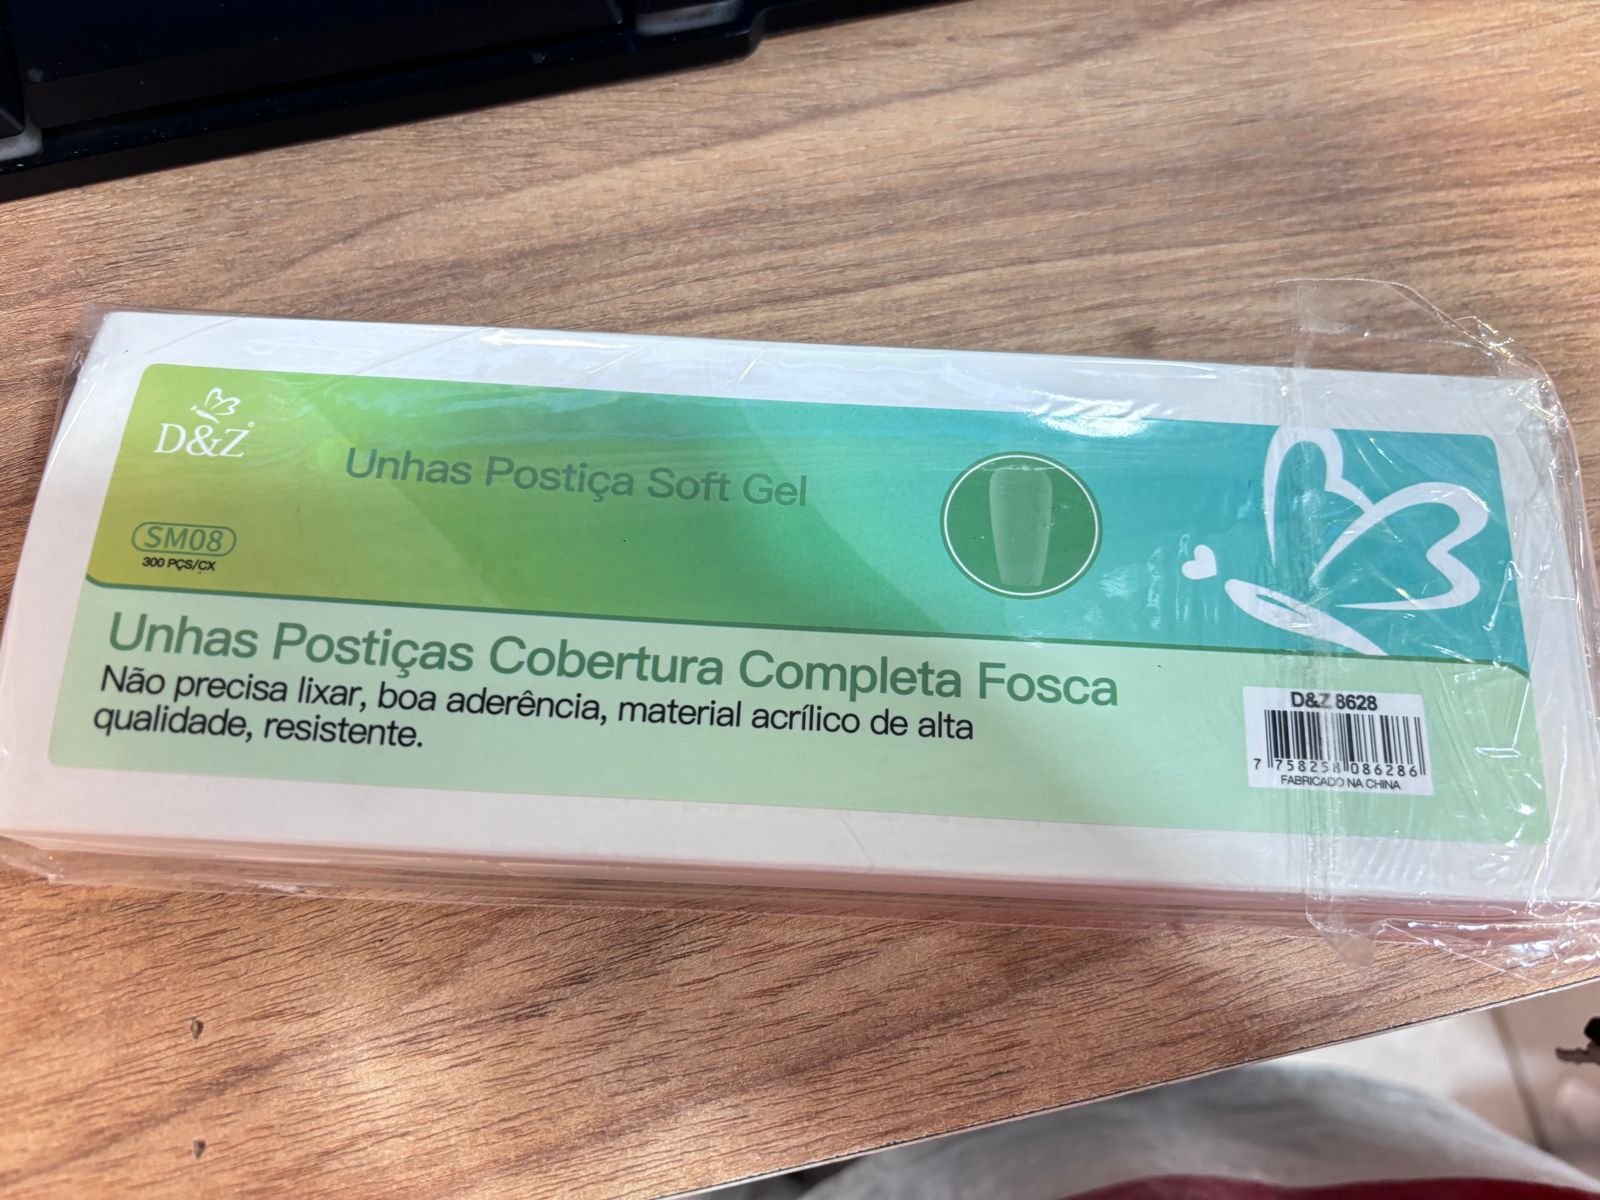 D&Z®
Unhas Postiça Soft Gel
SM08
300 PÇS/CX
Unhas Postiças Cobertura Completa Fosca
Não precisa lixar, boa aderência, material acrílico de alta
qualidade, resistente.
D&Z 8628
7 758258 086286
FABRICADO NA CHINA